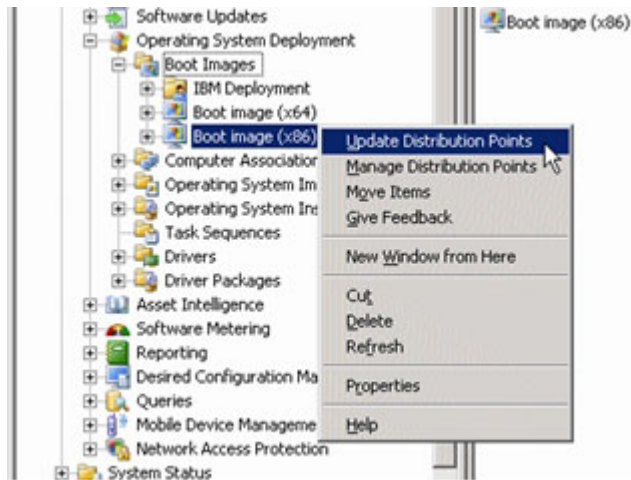 Software Updates
Operating System Deployment
Boot Images
IBM Deployment
Boot image (x64)
Boot image (x86)
Computer Association
Operating System Im
Operating System Ins
Task Sequences
Drivers
Driver Packages
Asset Intelligence
Software Metering
Reporting
Desired Configuration Ma
Queries
Mobile Device Manageme
Network Access Protection
System Status
Update Distribution Points
Manage Distribution Points
Move Items
Give Feedback
New Window from Here
Cut
Delete
Refresh
Properties
Help
Boot image (x86)